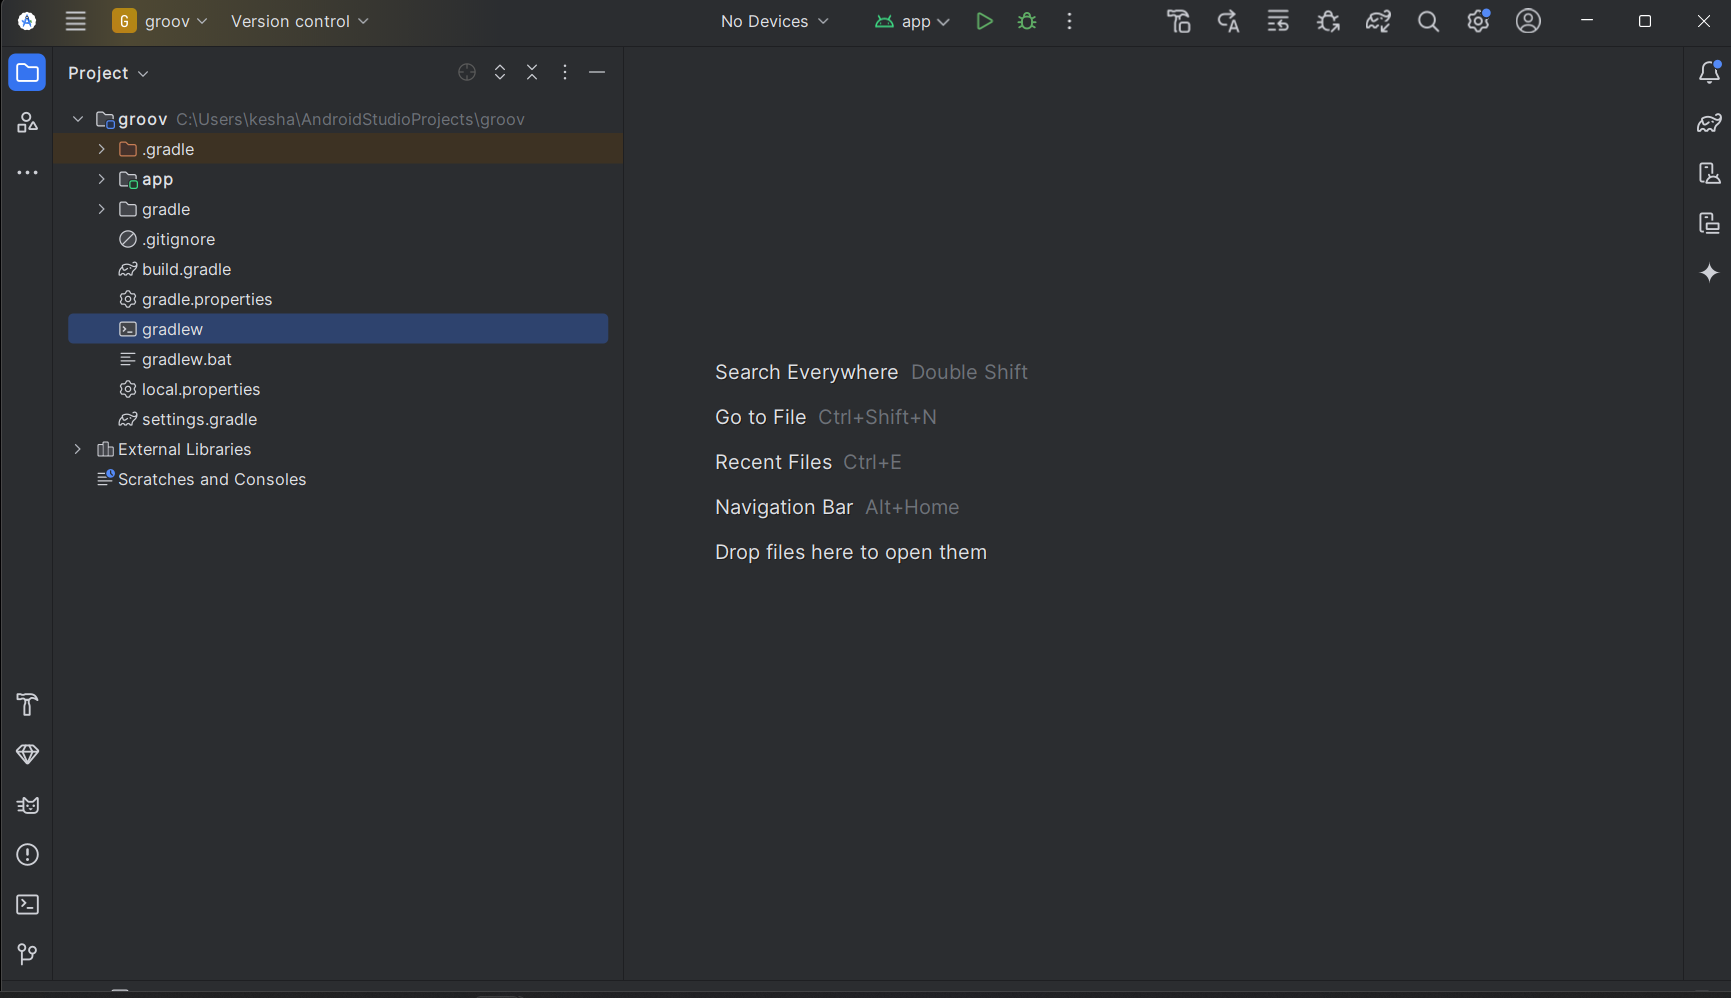 G groov Version control No Devices app
Project
groov C:\Users\kesha\AndroidStudioProjects\groov
.gradle
app
gradle
.gitignore
build.gradle
gradle.properties
gradlew
gradlew.bat
local.properties
settings.gradle
External Libraries
Scratches and Consoles
Search Everywhere Double Shift
Go to File Ctrl+Shift+N
Recent Files Ctrl+E
Navigation Bar Alt+Home
Drop files here to open them